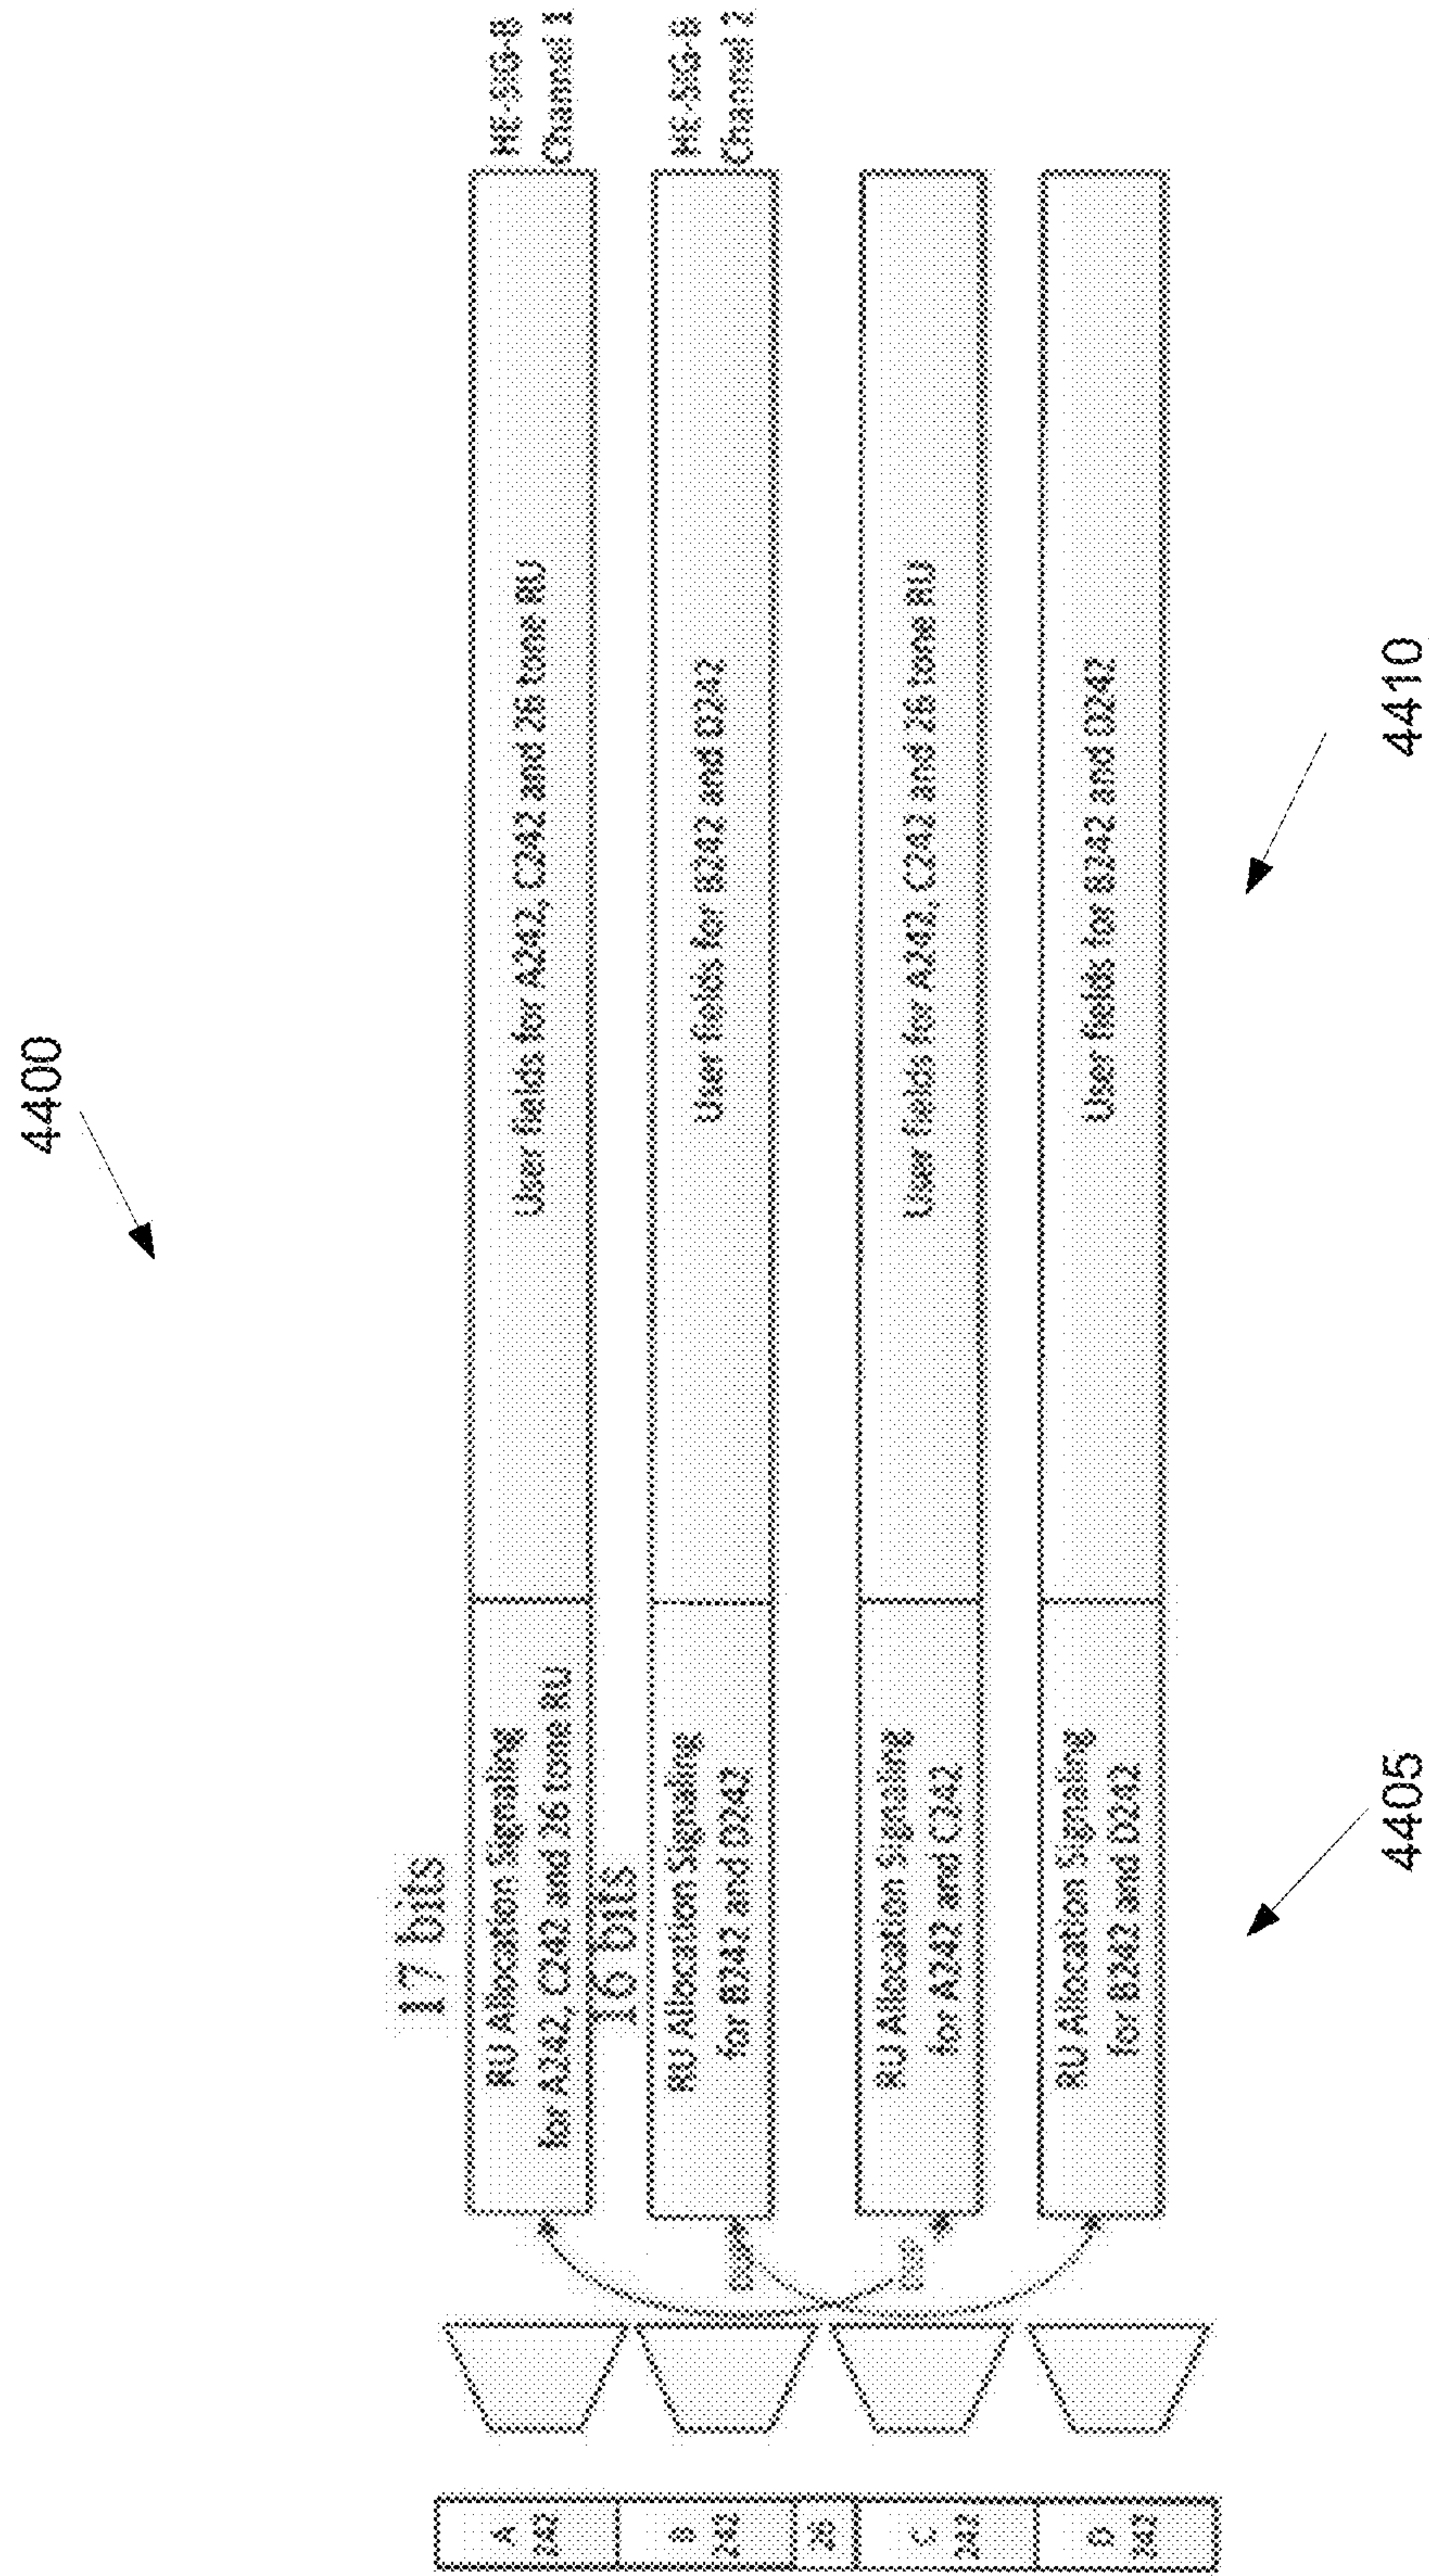 4400
17 bits
RU Allocation Signaling
for A242, C242 and 26 tone RU
User fields for A242, C242 and 26 tone RU
HE-SIG-B
Channel 1
16 bits
RU Allocation Signaling
for B242 and D242
User fields for B242 and D242
HE-SIG-B
Channel 2
RU Allocation Signaling
for A242 and C242
User fields for A242, C242 and 26 tone RU
RU Allocation Signaling
for B242 and D242
User fields for B242 and D242
A
242
B
242
26
C
242
D
242
4405
4410